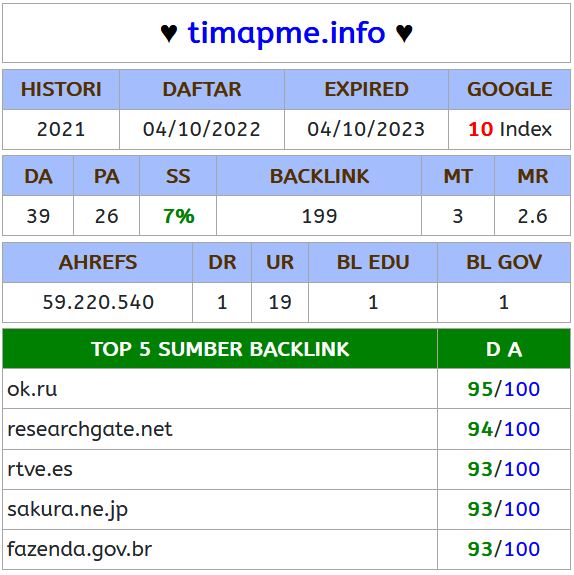 ♥ timapme.info ♥
HISTORI DAFTAR EXPIRED GOOGLE
2021 04/10/2022 04/10/2023 10 Index
DA PA SS BACKLINK MT MR
39 26 7% 199 3 2.6
AHREFS DR UR BL EDU BL GOV
59.220.540 1 19 1 1
TOP 5 SUMBER BACKLINK D A
ok.ru 95/100
researchgate.net 94/100
rtve.es 93/100
sakura.ne.jp 93/100
fazenda.gov.br 93/100